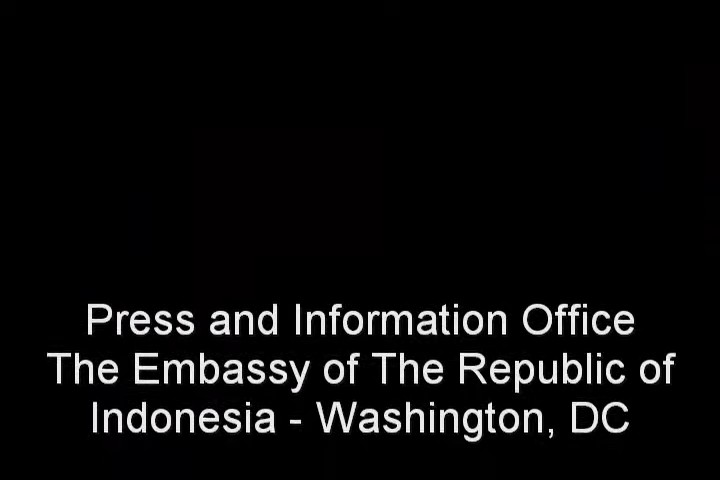 Press and Information Office
The Embassy of The Republic of
Indonesia - Washington, DC